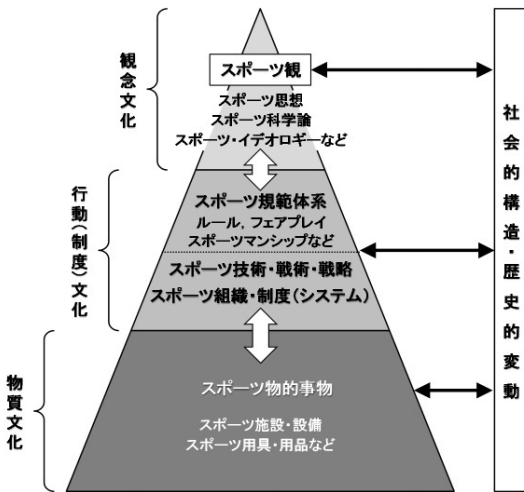 観念文化
スポーツ観
スポーツ思想
スポーツ科学論
スポーツ・イデオロギーなど
行動(制度)文化
スポーツ規範体系
ルール, フェアプレイ
スポーツマンシップなど
スポーツ技術・戦術・戦略
スポーツ組織・制度(システム)
物質文化
スポーツ物的事物
スポーツ施設・設備
スポーツ用具・用品など
社会的構造・歴史的変動